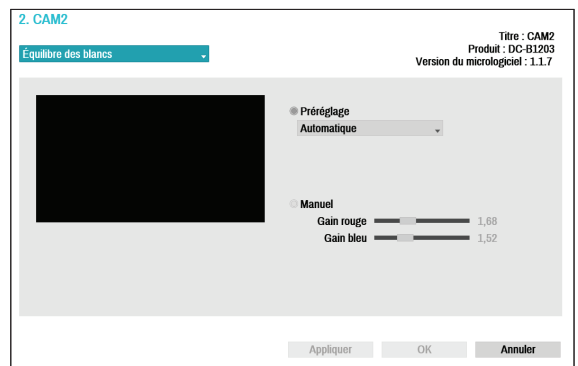 2. CAM2
Titre : CAM2
Produit : DC-B1203
Version du micrologiciel : 1.1.7
Équilibre des blancs
Préréglage
Automatique
Manuel
Gain rouge 1,68
Gain bleu 1,52
Appliquer OK Annuler